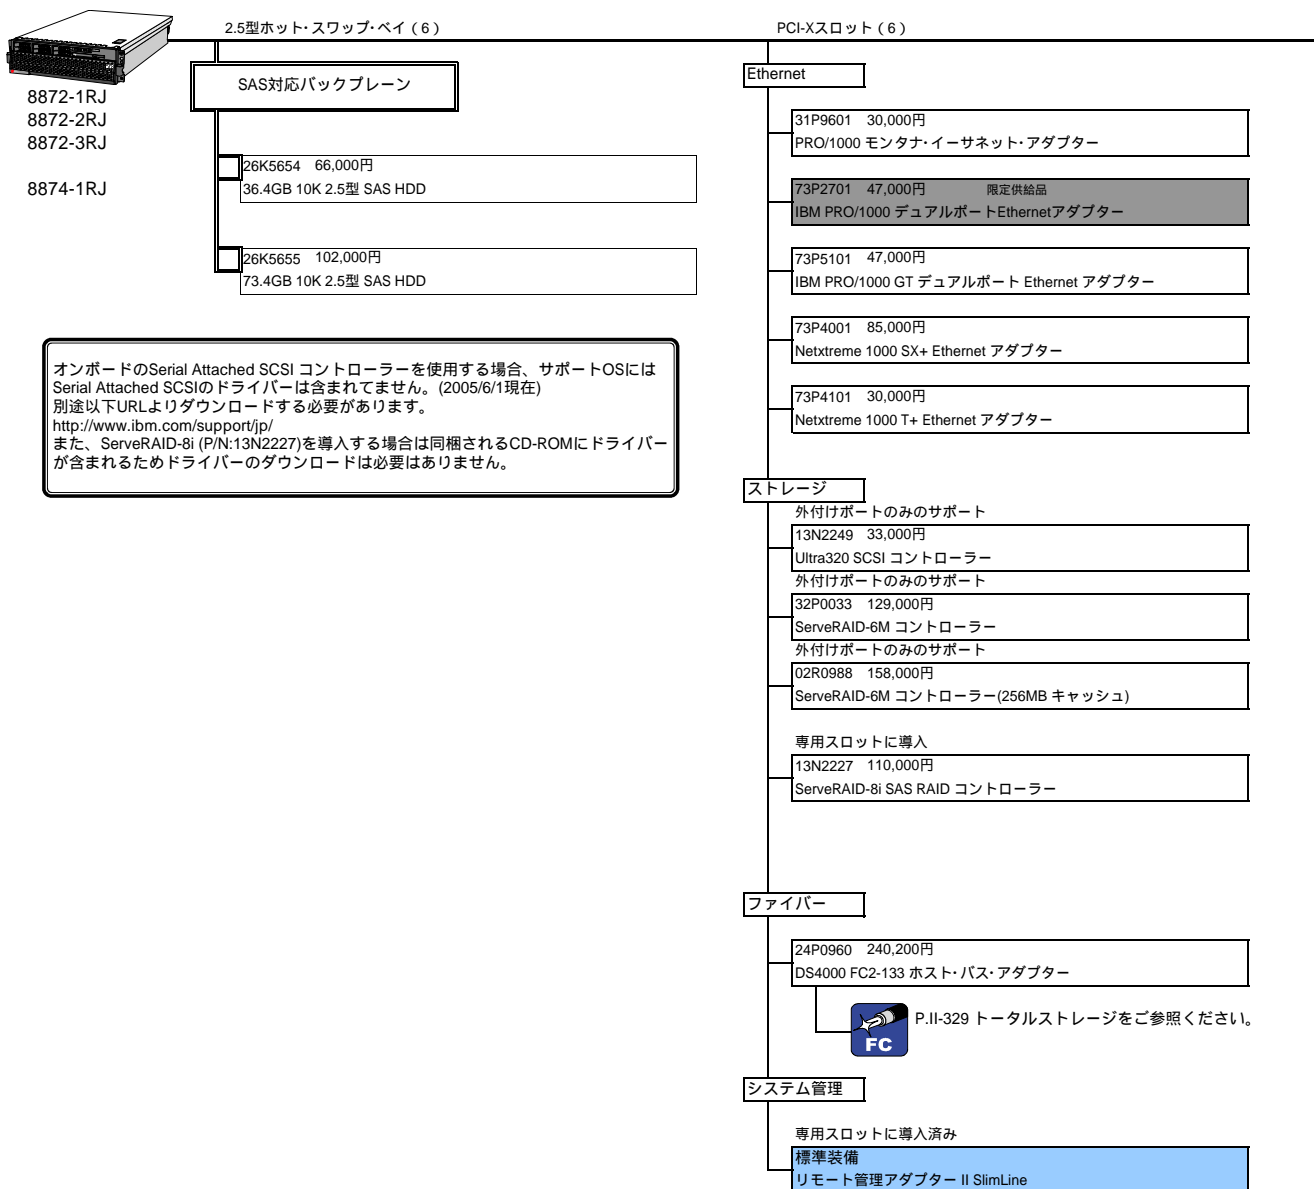 2.5型ホット･スワップ･ベイ（6）
8872-1RJ
8872-2RJ
8872-3RJ
8874-1RJ
SAS対応バックプレーン
26K5654 66,000円
36.4GB 10K 2.5型 SAS HDD
26K5655 102,000円
73.4GB 10K 2.5型 SAS HDD
オンボードのSerial Attached SCSI コントローラーを使用する場合、サポートOSには
Serial Attached SCSIのドライバーは含まれてません。(2005/6/1現在)
別途以下URLよりダウンロードする必要があります。
http://www.ibm.com/support/jp/
また、ServeRAID-8i (P/N:13N2227)を導入する場合は同梱されるCD-ROMにドライバー
が含まれるためドライバーのダウンロードは必要はありません。
PCI-Xスロット（6）
Ethernet
31P9601 30,000円
PRO/1000 モンタナ･イーサネット･アダプター
73P2701 47,000円 限定供給品
IBM PRO/1000 デュアルポートEthernetアダプター
73P5101 47,000円
IBM PRO/1000 GT デュアルポート Ethernet アダプター
73P4001 85,000円
Netxtreme 1000 SX+ Ethernet アダプター
73P4101 30,000円
Netxtreme 1000 T+ Ethernet アダプター
ストレージ
外付けポートのみのサポート
13N2249 33,000円
Ultra320 SCSI コントローラー
外付けポートのみのサポート
32P0033 129,000円
ServeRAID-6M コントローラー
外付けポートのみのサポート
02R0988 158,000円
ServeRAID-6M コントローラー(256MB キャッシュ)
専用スロットに導入
13N2227 110,000円
ServeRAID-8i SAS RAID コントローラー
ファイバー
24P0960 240,200円
DS4000 FC2-133 ホスト･バス･アダプター
FC
P.II-329 トータルストレージをご参照ください。
システム管理
専用スロットに導入済み
標準装備
リモート管理アダプター II SlimLine